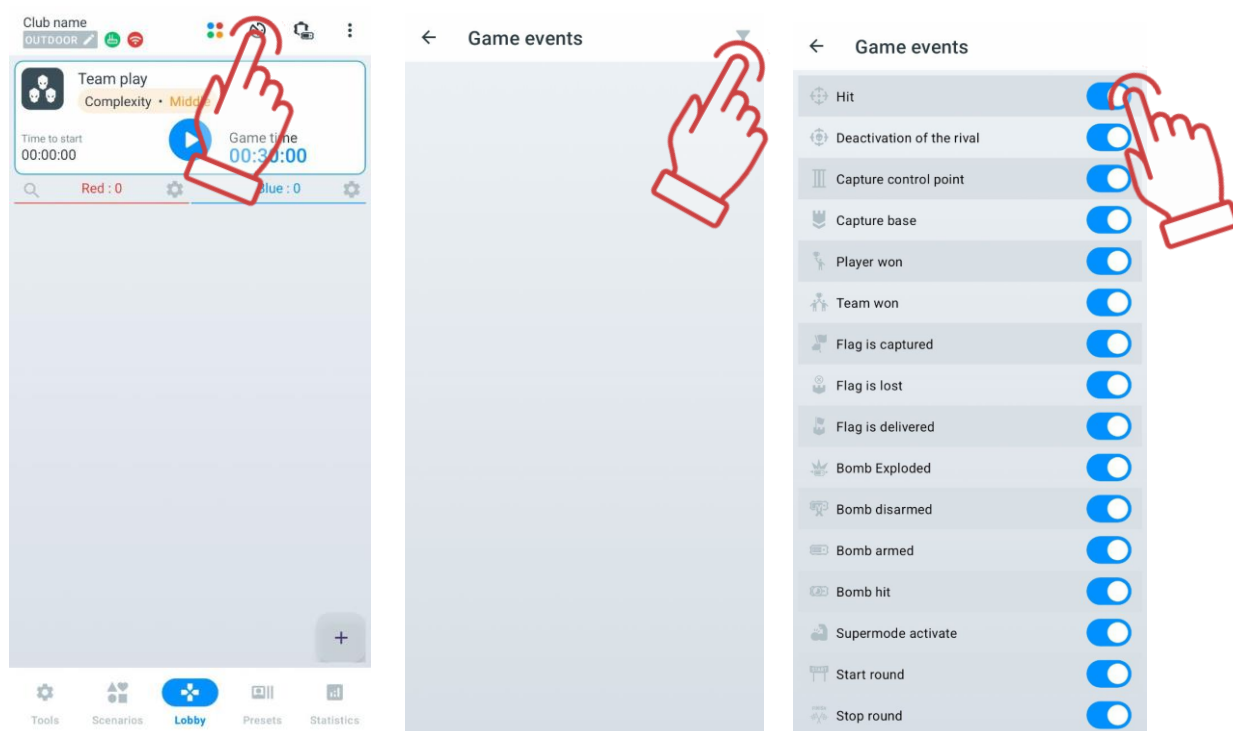 Club name
OUTDOOR
Team play
Complexity • Middle
Time to start
00:00:00
Game time
00:30:00
Red : 0
Blue : 0
+
Tools
Scenarios
Lobby
Presets
Statistics
Game events
Game events
Hit
Deactivation of the rival
Capture control point
Capture base
Player won
Team won
Flag is captured
Flag is lost
Flag is delivered
Bomb Exploded
Bomb disarmed
Bomb armed
Bomb hit
Supermode activate
Start round
Stop round